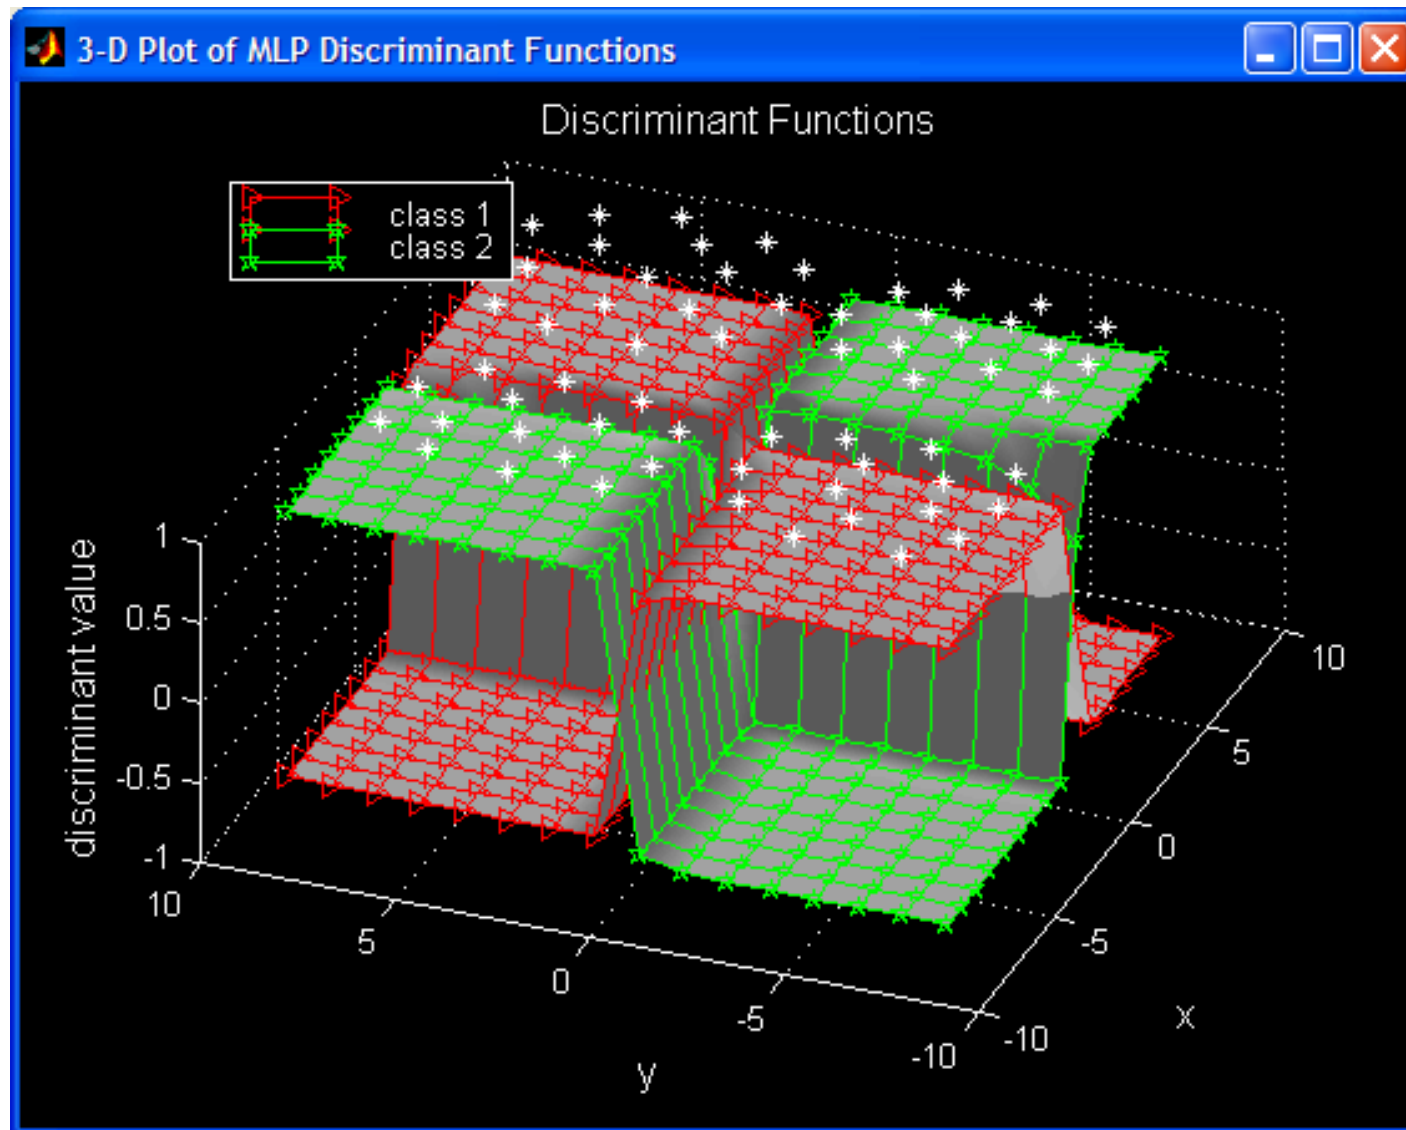 3-D Plot of MLP Discriminant Functions
Discriminant Functions
class 1
class 2
discriminant value
1
0.5
0
-0.5
-1
10
5
0
-5
-10
y
-10
-5
0
5
10
x